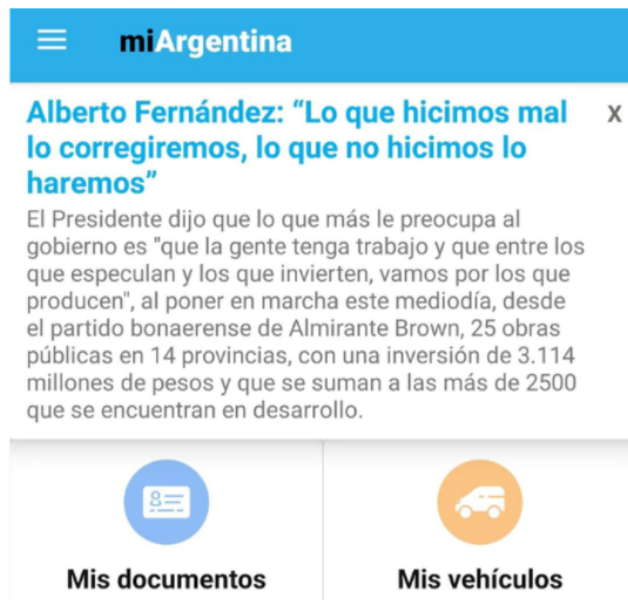 miArgentina
Alberto Fernández: “Lo que hicimos mal
lo corregiremos, lo que no hicimos lo
haremos”
X
El Presidente dijo que lo que más le preocupa al
gobierno es "que la gente tenga trabajo y que entre los
que especulan y los que invierten, vamos por los que
producen", al poner en marcha este mediodía, desde
el partido bonaerense de Almirante Brown, 25 obras
públicas en 14 provincias, con una inversión de 3.114
millones de pesos y que se suman a las más de 2500
que se encuentran en desarrollo.
Mis documentos
Mis vehículos